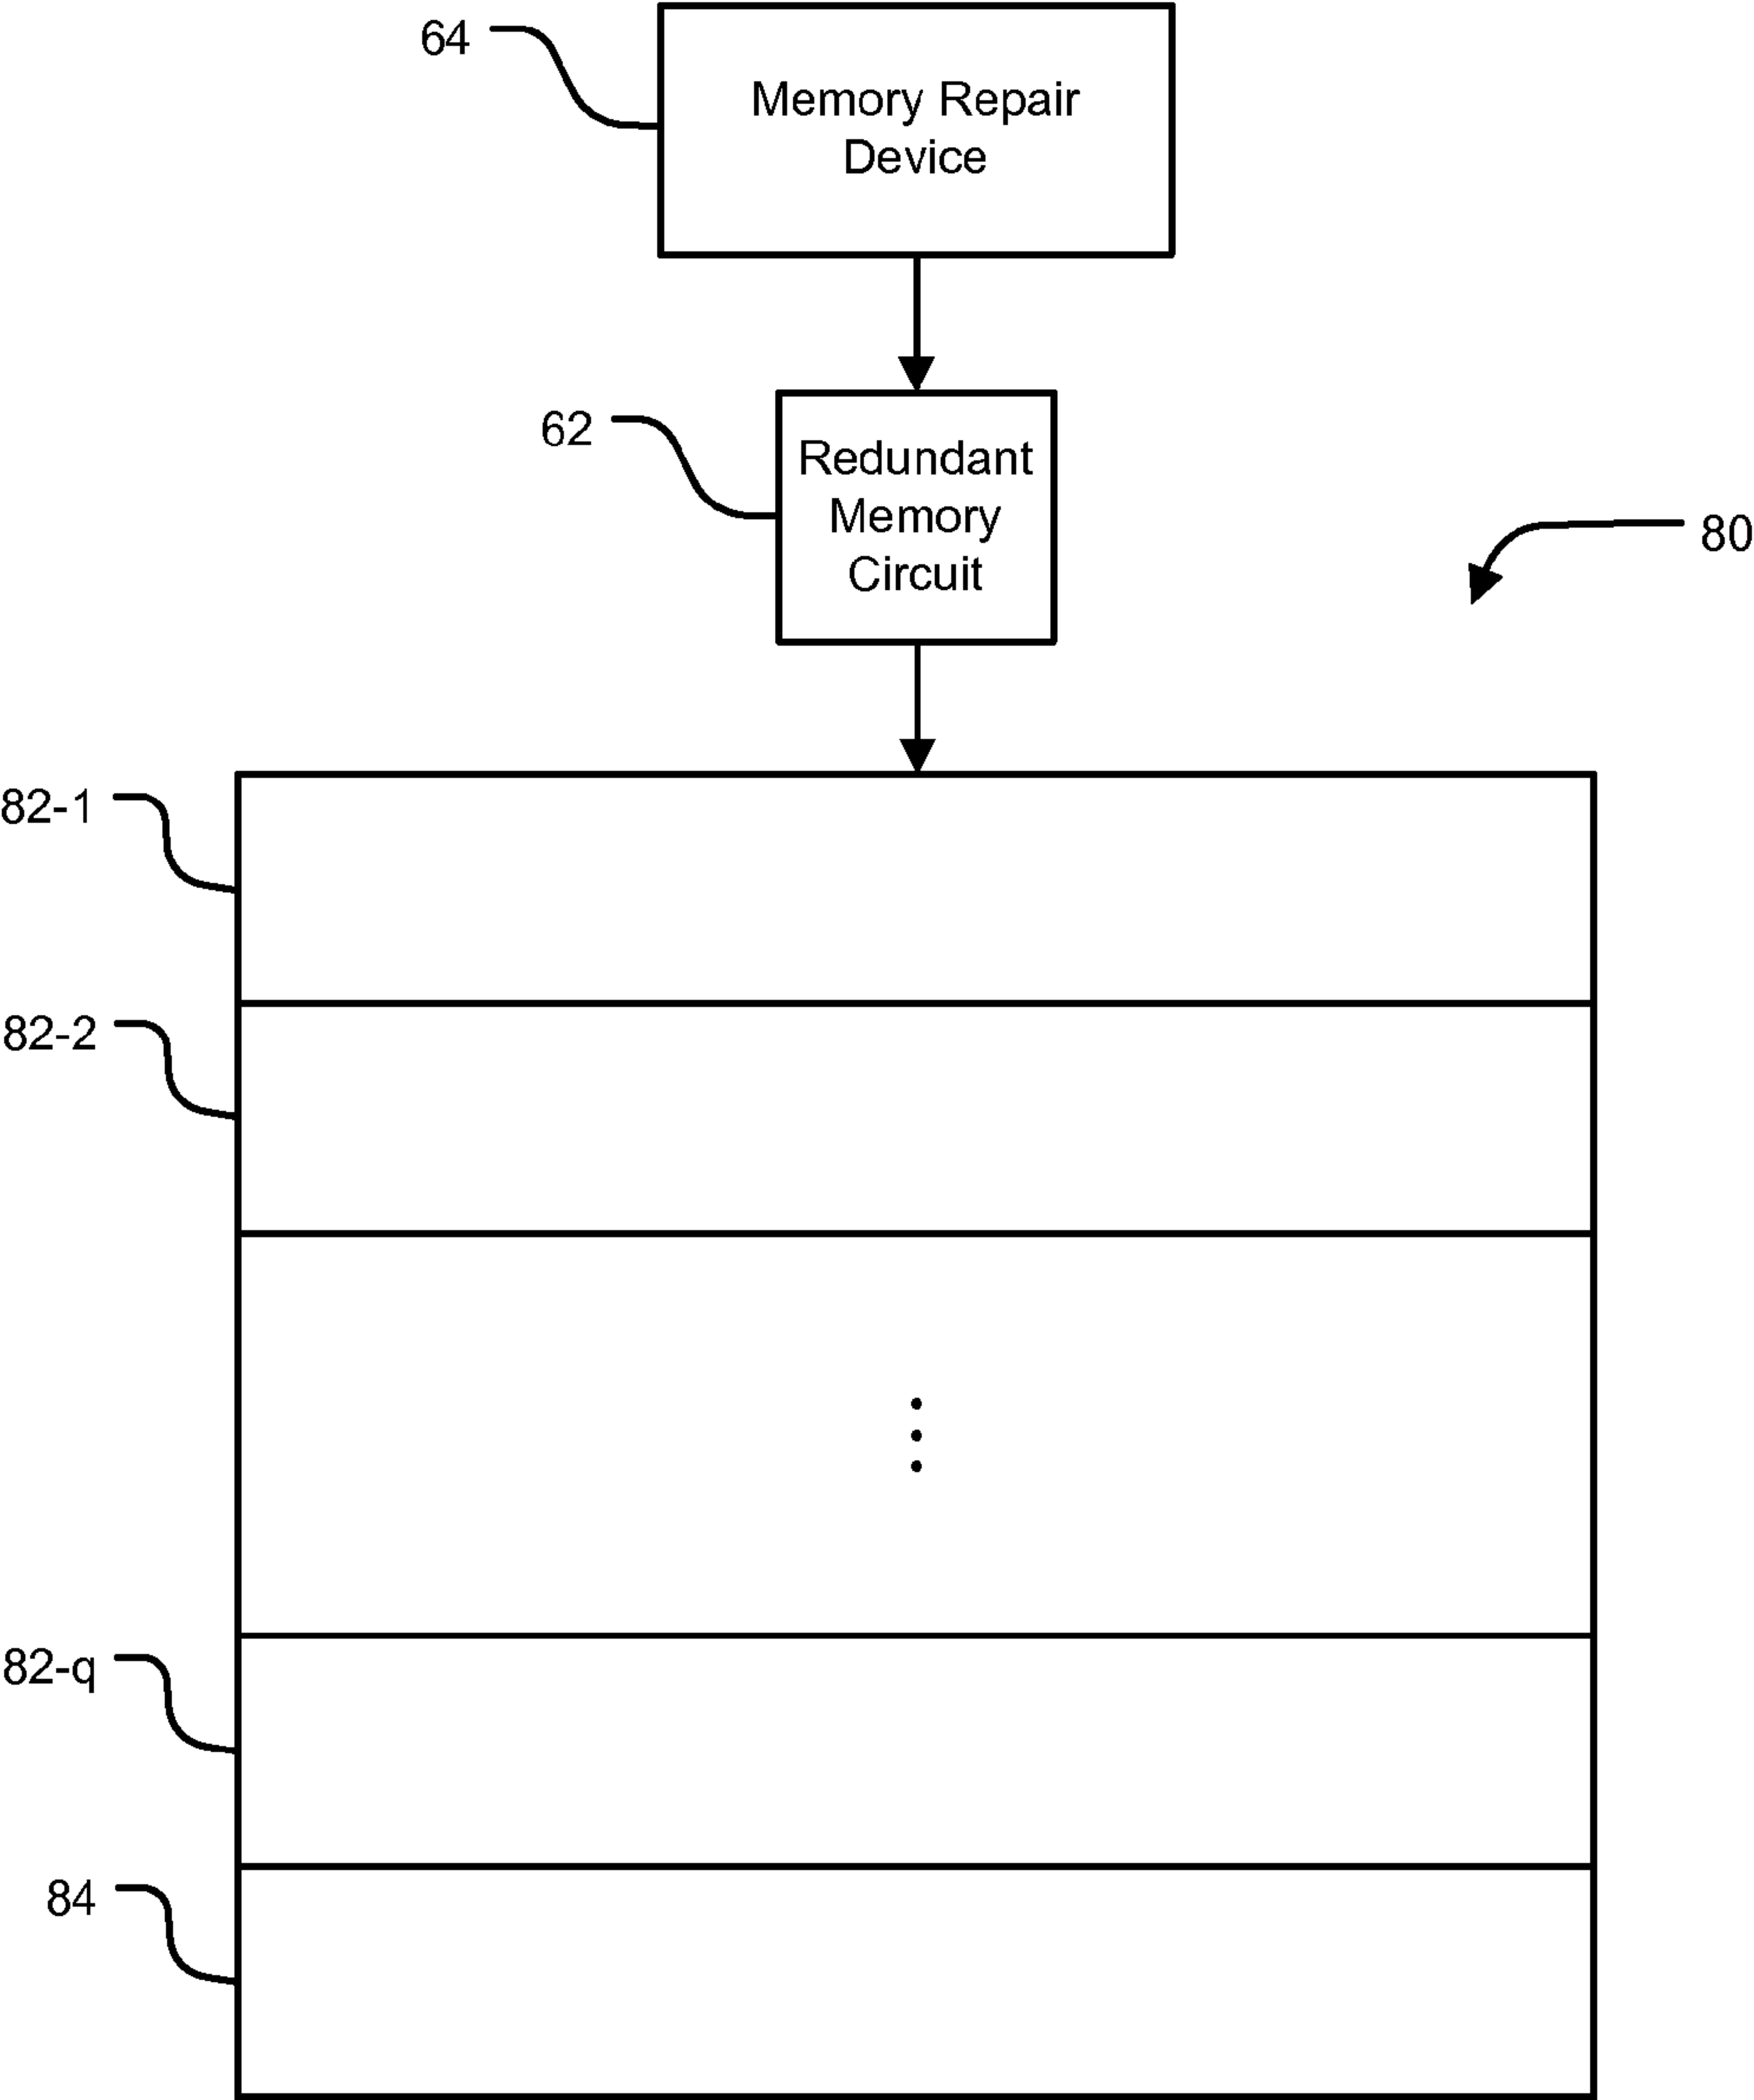 64
Memory Repair
Device
62
Redundant
Memory
Circuit
80
82-1
82-2
82-q
84